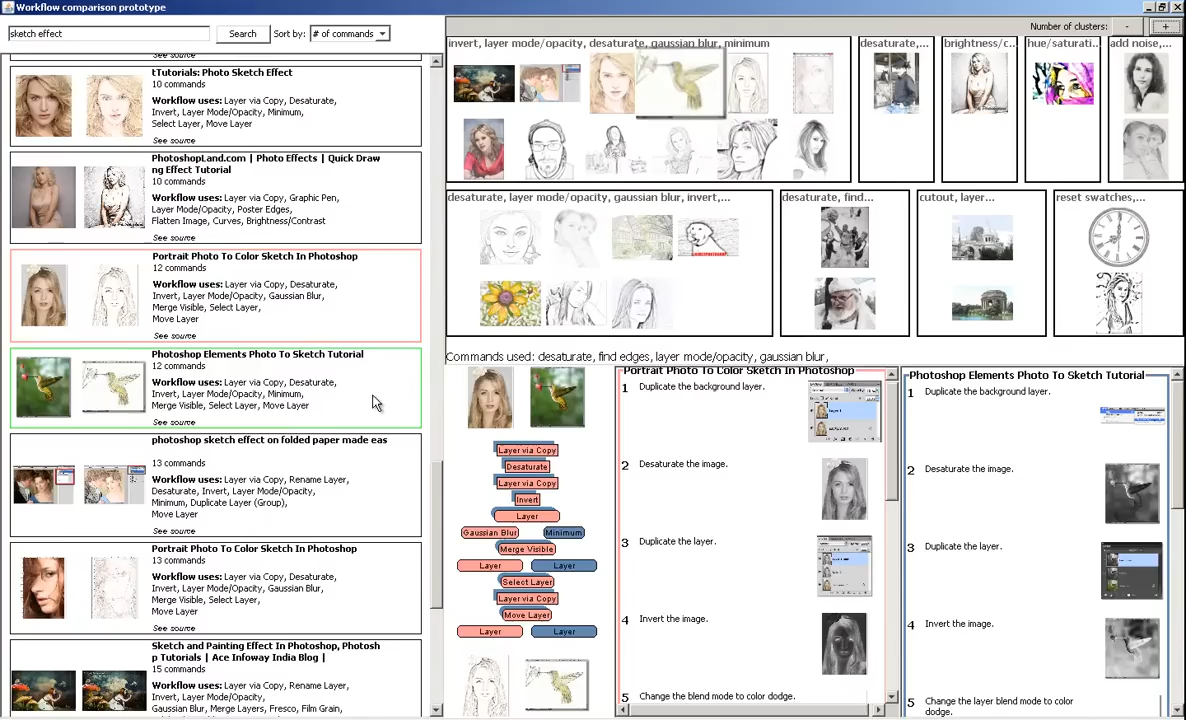 Workflow comparison prototype
sketch effect
Search
Sort by:
# of commands
See source
tTutorials: Photo Sketch Effect
10 commands
Workflow uses: Layer via Copy, Desaturate,
Invert, Layer Mode/Opacity, Minimum,
Select Layer, Move Layer
See source
PhotoshopLand.com | Photo Effects | Quick Draw
ng Effect Tutorial
10 commands
Workflow uses: Layer via Copy, Graphic Pen,
Layer Mode/Opacity, Poster Edges,
Flatten Image, Curves, Brightness/Contrast
See source
Portrait Photo To Color Sketch In Photoshop
12 commands
Workflow uses: Layer via Copy, Desaturate,
Invert, Layer Mode/Opacity, Gaussian Blur,
Merge Visible, Select Layer,
Move Layer
See source
Photoshop Elements Photo To Sketch Tutorial
12 commands
Workflow uses: Layer via Copy, Desaturate,
Invert, Layer Mode/Opacity, Minimum,
Merge Visible, Select Layer, Move Layer
See source
photoshop sketch effect on folded paper made eas
13 commands
Workflow uses: Layer via Copy, Rename Layer,
Desaturate, Invert, Layer Mode/Opacity,
Minimum, Duplicate Layer (Group),
Move Layer
See source
Portrait Photo To Color Sketch In Photoshop
13 commands
Workflow uses: Layer via Copy, Desaturate,
Invert, Layer Mode/Opacity, Gaussian Blur,
Merge Visible, Select Layer,
Move Layer
See source
Sketch and Painting Effect In Photoshop, Photosh
p Tutorials | Ace Infoway India Blog |
15 commands
Workflow uses: Layer via Copy, Rename Layer,
Invert, Layer Mode/Opacity,
Gaussian Blur, Merge Layers, Fresco, Film Grain,
Number of clusters:
-
+
invert, layer mode/opacity, desaturate, gaussian blur, minimum
desaturate,...
brightness/c...
hue/saturati...
add noise,...
desaturate, layer mode/opacity, gaussian blur, invert,...
desaturate, find...
cutout, layer...
reset swatches,...
Commands used: desaturate, find edges, layer mode/opacity, gaussian blur,
Layer via Copy
Desaturate
Layer via Copy
Invert
Layer
Gaussian Blur
Minimum
Merge Visible
Layer
Layer
Select Layer
Layer via Copy
Move Layer
Layer
Layer
Portrait Photo To Color Sketch In Photoshop
1 Duplicate the background layer.
2 Desaturate the image.
3 Duplicate the layer.
4 Invert the image.
5 Change the blend mode to color dodge.
Photoshop Elements Photo To Sketch Tutorial
1 Duplicate the background layer.
2 Desaturate the image.
3 Duplicate the layer.
4 Invert the image.
5 Change the layer blend mode to color
dodge.